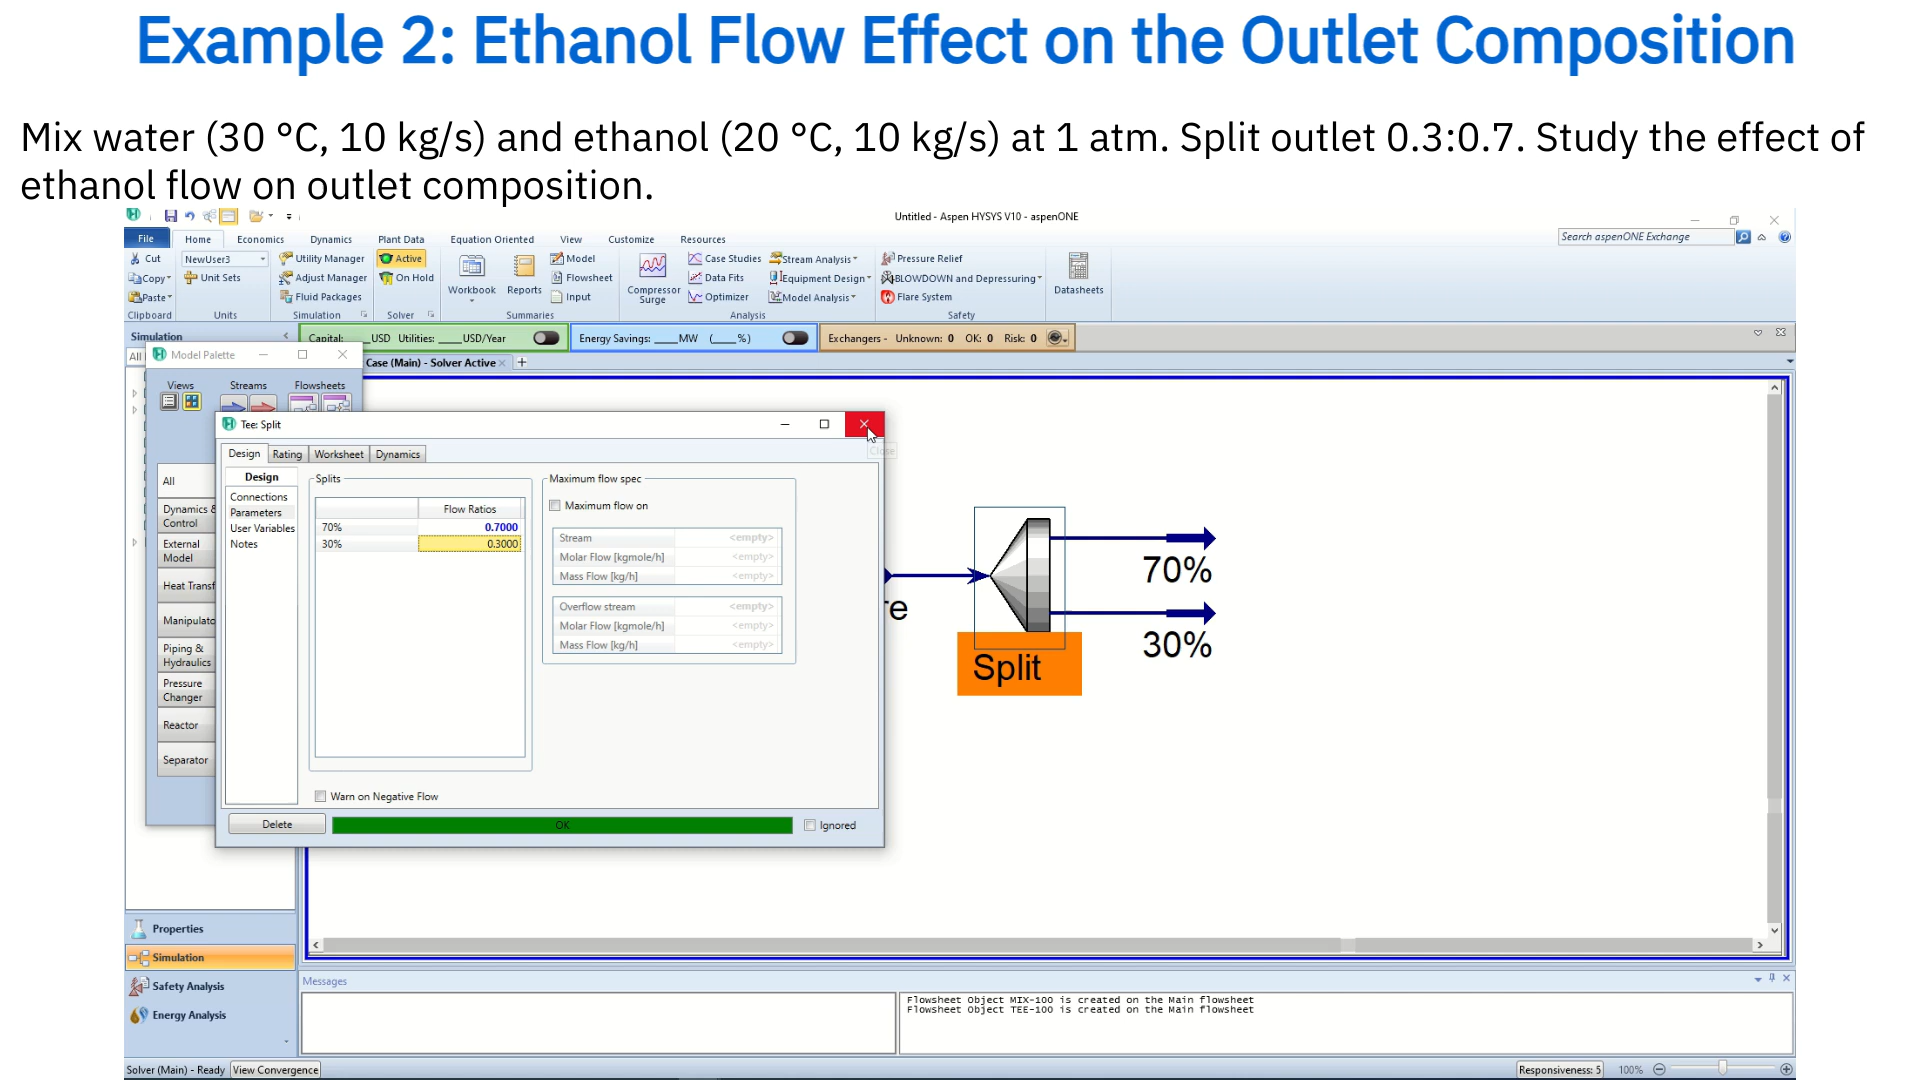 Example 2: Ethanol Flow Effect on the Outlet Composition
Mix water (30 °C, 10 kg/s) and ethanol (20 °C, 10 kg/s) at 1 atm. Split outlet 0.3:0.7. Study the effect of
ethanol flow on outlet composition.
Untitled - Aspen HYSYS V10 - aspenONE
File Home Economics Dynamics Plant Data Equation Oriented View Customize Resources
Search aspenONE Exchange
Cut NewUser3 Utility Manager Active Model Case Studies Stream Analysis Pressure Relief
Copy Unit Sets Adjust Manager On Hold Flowsheet Data Fits Equipment Design BLOWDOWN and Depressuring
Workbook Reports Compressor Surge Datasheets
Paste Fluid Packages Input Optimizer Model Analysis Flare System
Clipboard Units Simulation Solver Summaries Analysis Safety
Simulation
Capital: ___USD Utilities: ____USD/Year
Energy Savings: ____MW (____%)
Exchangers - Unknown: 0 OK: 0 Risk: 0
All
Model Palette
Case (Main) - Solver Active
+
Views Streams Flowsheets
All
Dynamics &
Control
External
Model
Heat Transf
Manipulato
Piping &
Hydraulics
Pressure
Changer
Reactor
Separator
Tee: Split
Close
Design Rating Worksheet Dynamics
Design
Connections
Parameters
User Variables
Notes
Splits
Flow Ratios
70% 0.7000
30% 0.3000
Maximum flow spec
Maximum flow on
Stream <empty>
Molar Flow [kgmole/h] <empty>
Mass Flow [kg/h] <empty>
Overflow stream <empty>
Molar Flow [kgmole/h] <empty>
Mass Flow [kg/h] <empty>
Warn on Negative Flow
Delete
OK
Ignored
re
70%
30%
Split
Properties
Simulation
Safety Analysis
Energy Analysis
Messages
Flowsheet Object MIX-100 is created on the Main flowsheet
Flowsheet Object TEE-100 is created on the Main flowsheet
Solver (Main) - Ready View Convergence
Responsiveness: 5 100%